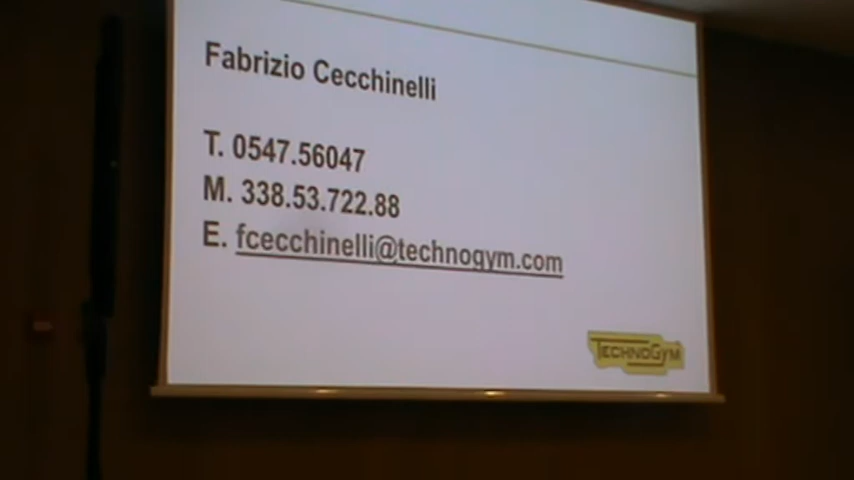 Fabrizio Cecchinelli
T. 0547.56047
M. 338.53.722.88
E. fcecchinelli@technogym.com
TECHNOGYM